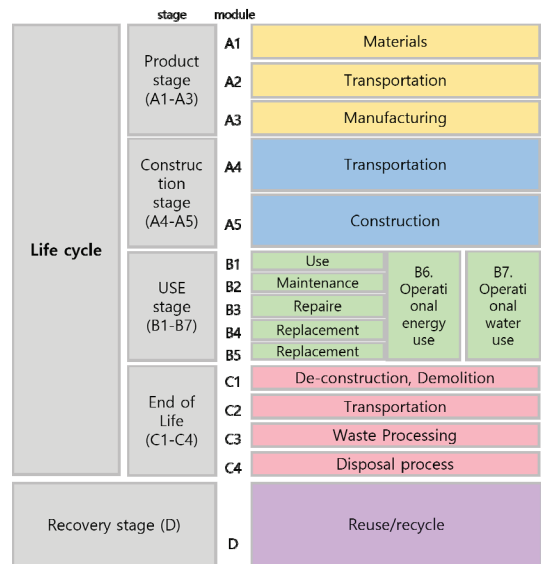 stage module
Life cycle
Product
stage
(A1-A3)
A1 Materials
A2 Transportation
A3 Manufacturing
Construc
tion
stage
(A4-A5)
A4 Transportation
A5 Construction
USE
stage
(B1-B7)
B1 Use
B2 Maintenance
B3 Repaire
B4 Replacement
B5 Replacement
B6.
Operati
onal
energy
use
B7.
Operati
onal
water
use
End of
Life
(C1-C4)
C1 De-construction, Demolition
C2 Transportation
C3 Waste Processing
C4 Disposal process
Recovery stage (D)
D Reuse/recycle